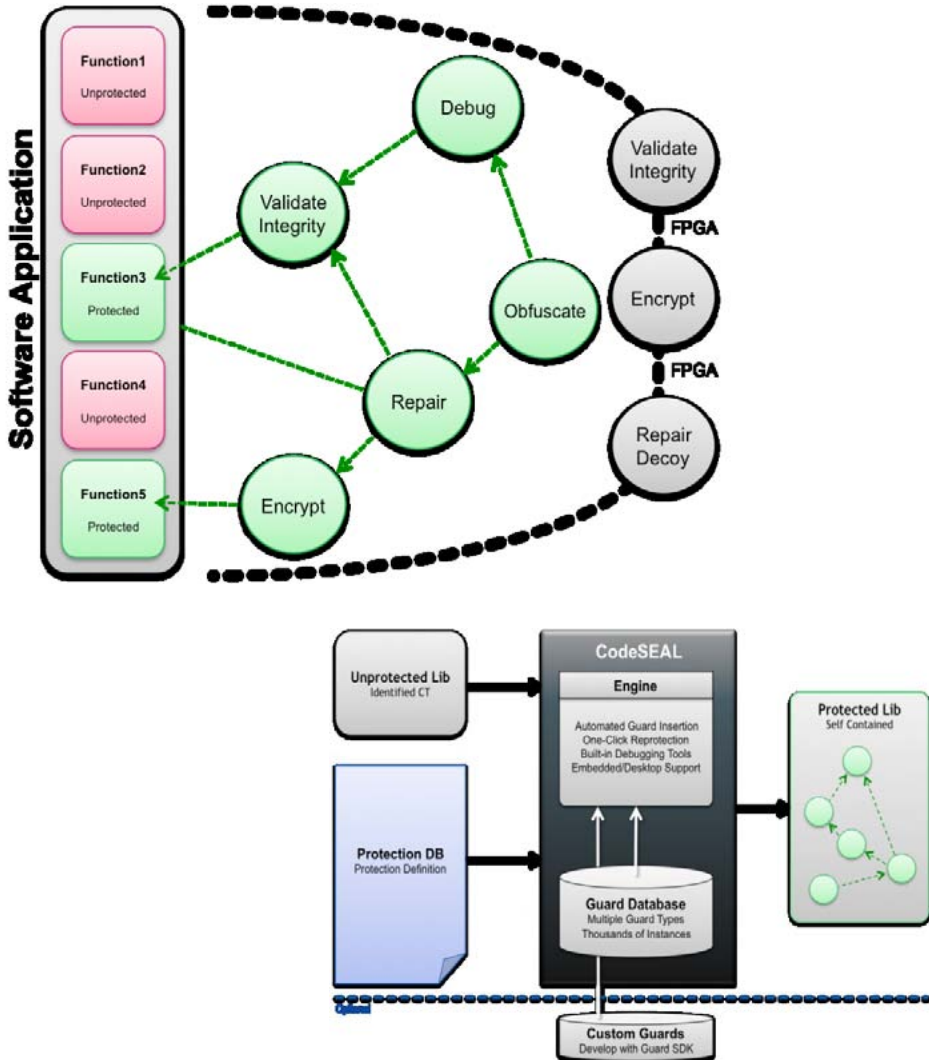 Software Application
Function1
Unprotected
Function2
Unprotected
Function3
Protected
Function4
Unprotected
Function5
Protected
Debug
Validate
Integrity
Obfuscate
Repair
Encrypt
Validate
Integrity
FPGA
Encrypt
FPGA
Repair
Decoy
Unprotected Lib
Identified CT
Protection DB
Protection Definition
CodeSEAL
Engine
Automated Guard Insertion
One-Click Reprotection
Built-in Debugging Tools
Embedded/Desktop Support
Guard Database
Multiple Guard Types
Thousands of Instances
Protected Lib
Self Contained
Optional
Custom Guards
Develop with Guard SDK